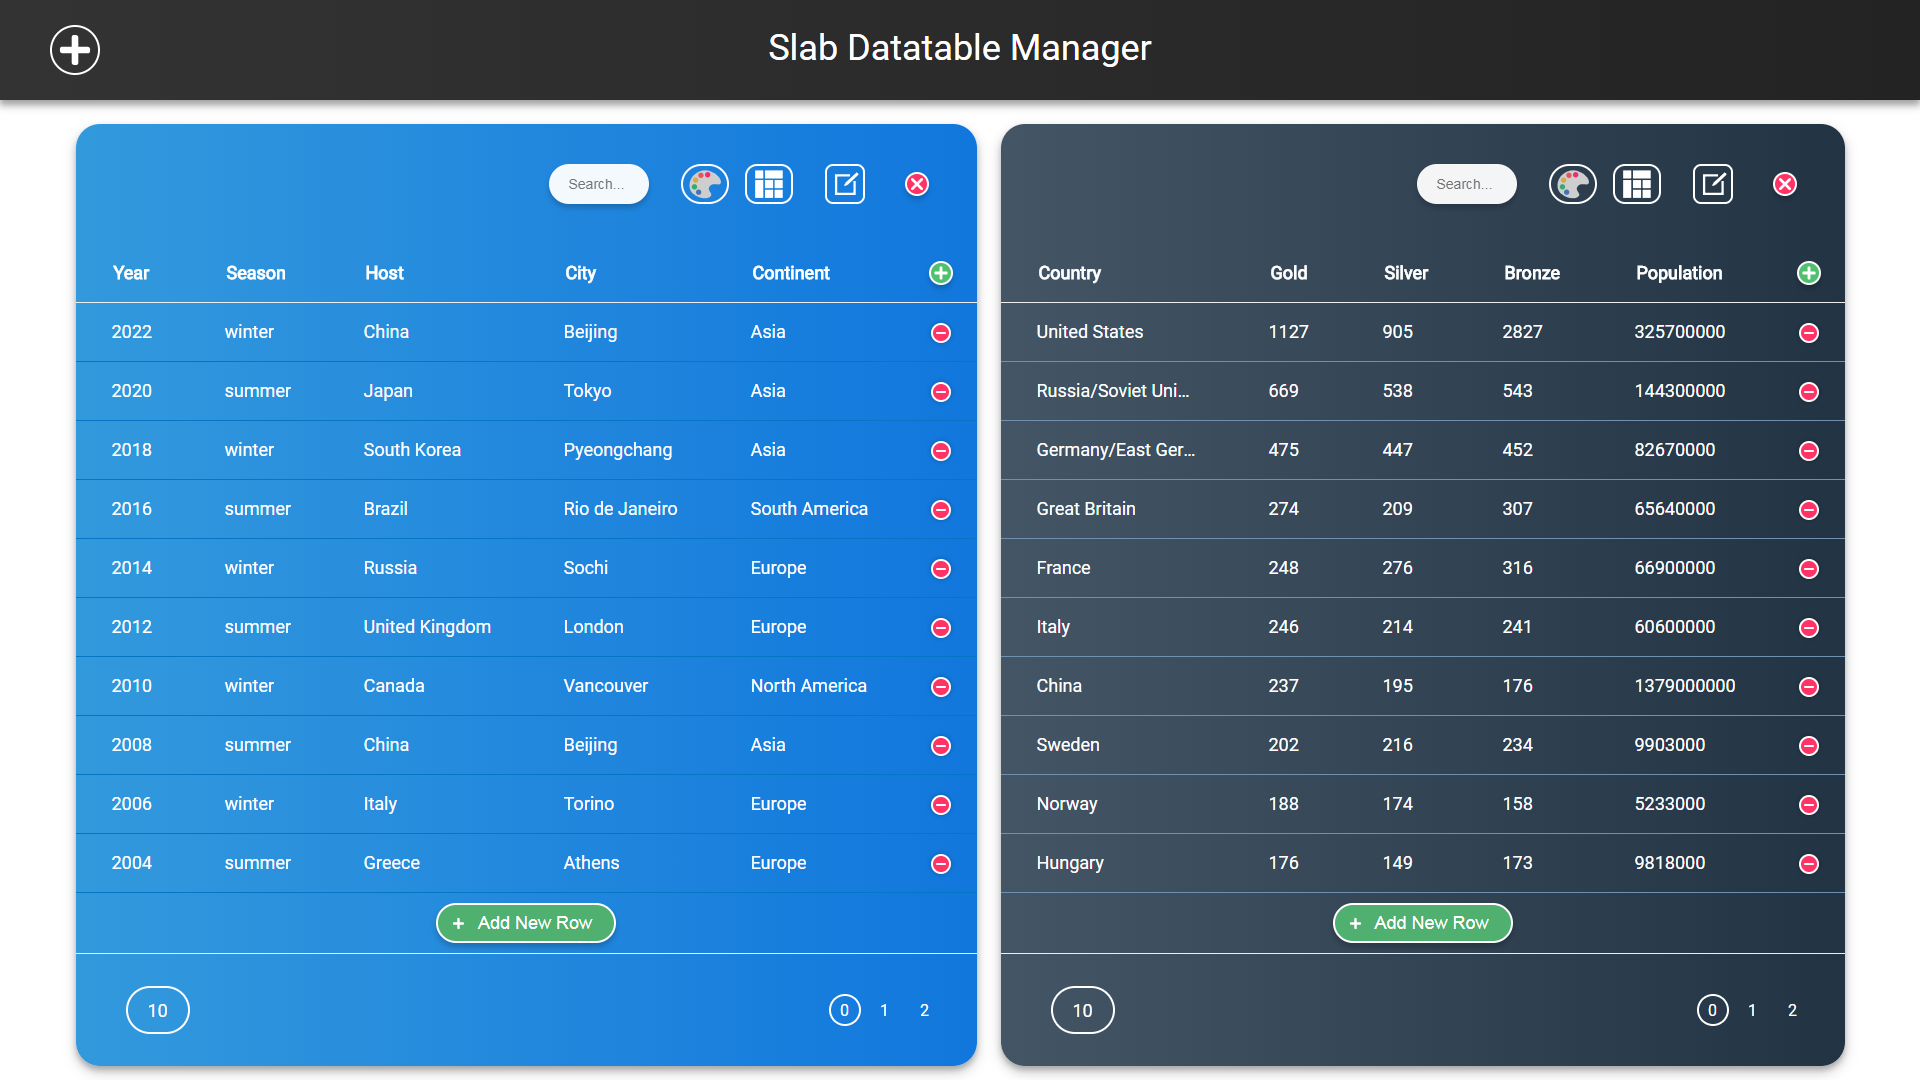 Slab Datatable Manager
Search...
Year Season Host City Continent
2022 winter China Beijing Asia
2020 summer Japan Tokyo Asia
2018 winter South Korea Pyeongchang Asia
2016 summer Brazil Rio de Janeiro South America
2014 winter Russia Sochi Europe
2012 summer United Kingdom London Europe
2010 winter Canada Vancouver North America
2008 summer China Beijing Asia
2006 winter Italy Torino Europe
2004 summer Greece Athens Europe
+ Add New Row
10 0 1 2
Search...
Country Gold Silver Bronze Population
United States 1127 905 2827 325700000
Russia/Soviet Uni... 669 538 543 144300000
Germany/East Ger... 475 447 452 82670000
Great Britain 274 209 307 65640000
France 248 276 316 66900000
Italy 246 214 241 60600000
China 237 195 176 1379000000
Sweden 202 216 234 9903000
Norway 188 174 158 5233000
Hungary 176 149 173 9818000
+ Add New Row
10 0 1 2